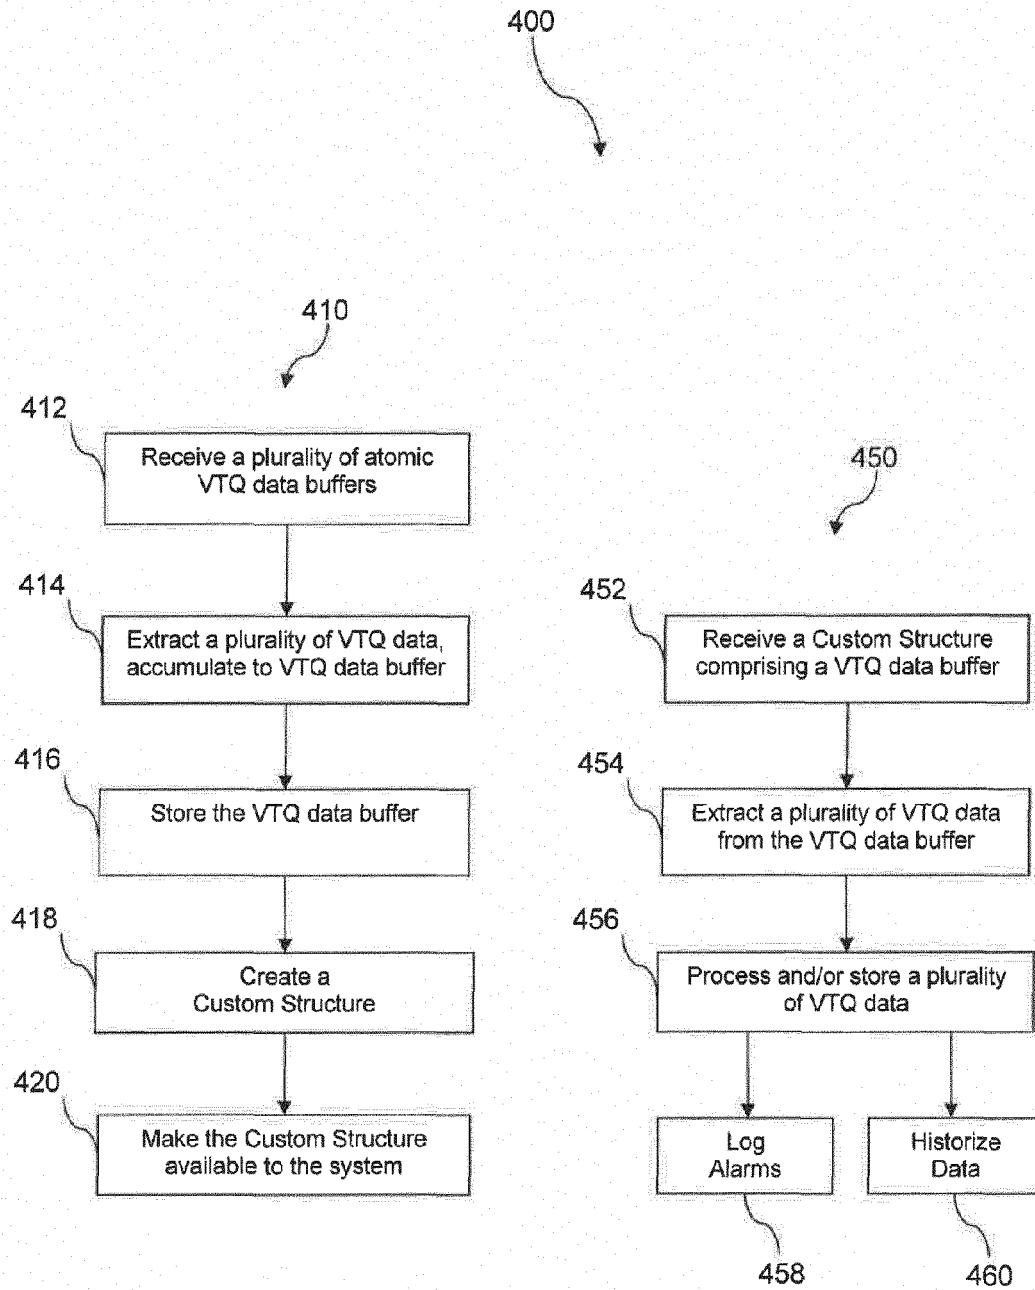 400
410
412
Receive a plurality of atomic
VTQ data buffers
414
Extract a plurality of VTQ data,
accumulate to VTQ data buffer
416
Store the VTQ data buffer
418
Create a
Custom Structure
420
Make the Custom Structure
available to the system
450
452
Receive a Custom Structure
comprising a VTQ data buffer
454
Extract a plurality of VTQ data
from the VTQ data buffer
456
Process and/or store a plurality
of VTQ data
Log
Alarms
458
Historize
Data
460